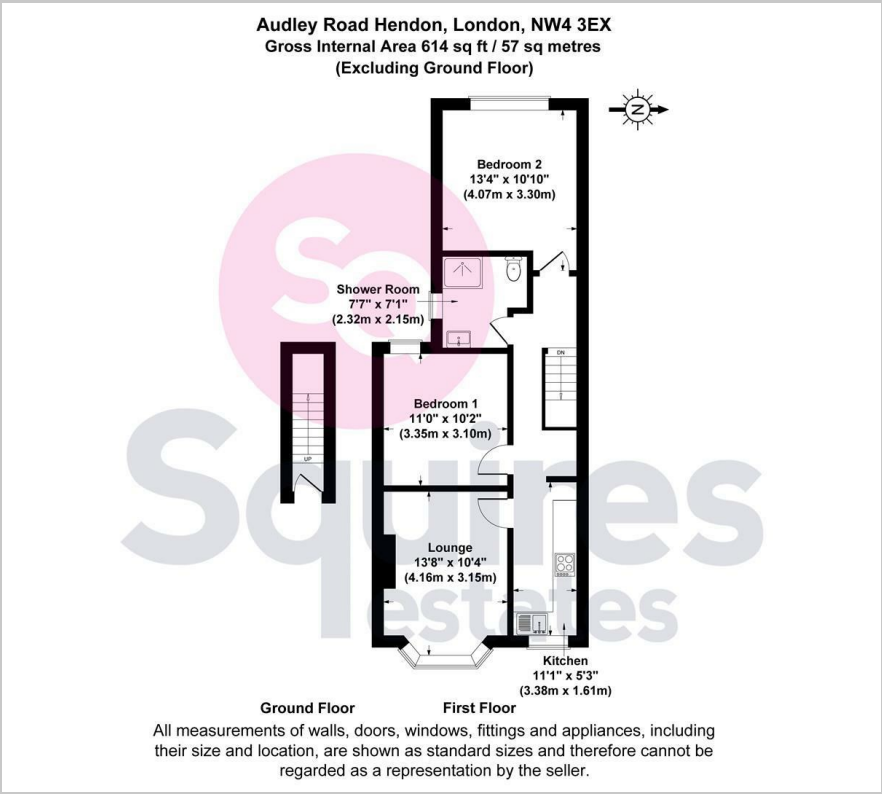 Audley Road Hendon, London, NW4 3EX
Gross Internal Area 614 sq ft / 57 sq metres
(Excluding Ground Floor)
N
Bedroom 2
13'4" x 10'10"
(4.07m x 3.30m)
SQ
Shower Room
7'7" x 7'1"
(2.32m x 2.15m)
DN
Bedroom 1
11'0" x 10'2"
(3.35m x 3.10m)
UP
Squires
estates
Lounge
13'8" x 10'4"
(4.16m x 3.15m)
Kitchen
11'1" x 5'3"
(3.38m x 1.61m)
Ground Floor
First Floor
All measurements of walls, doors, windows, fittings and appliances, including
their size and location, are shown as standard sizes and therefore cannot be
regarded as a representation by the seller.